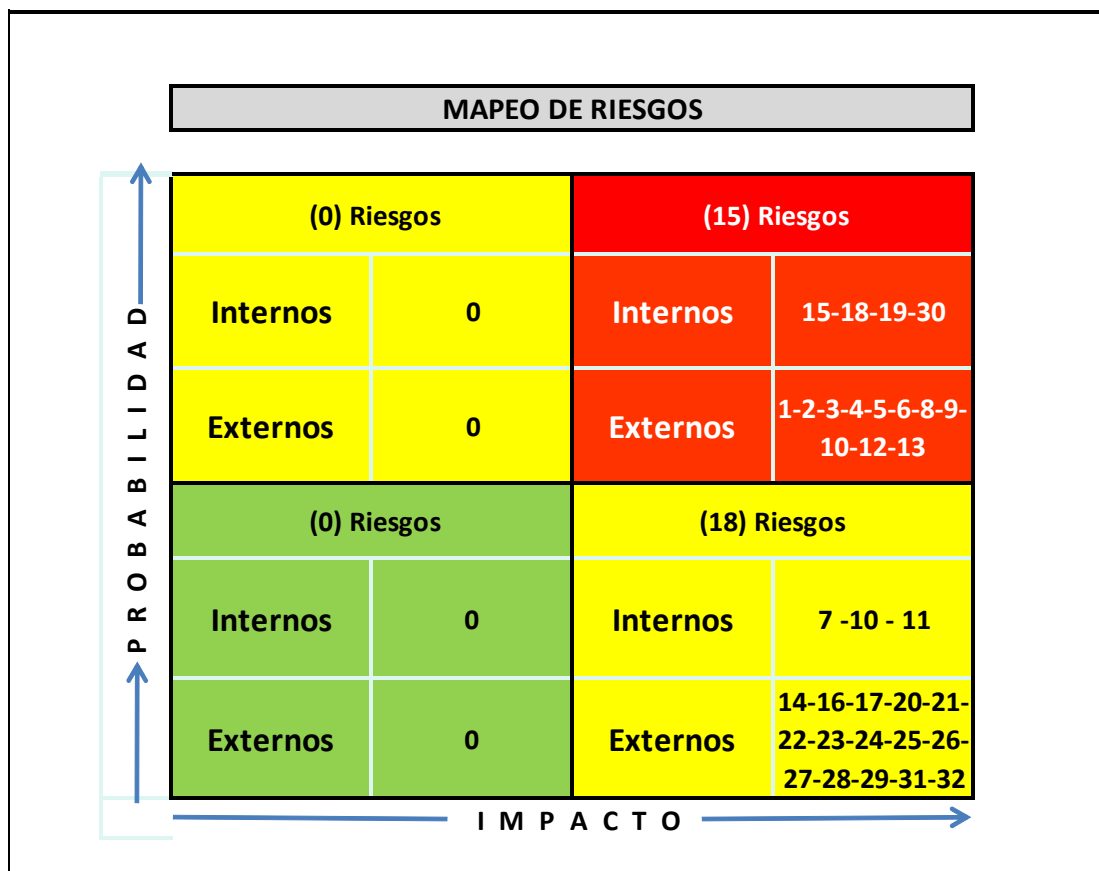 MAPEO DE RIESGOS
(0) Riesgos
(15) Riesgos
Internos
0
Internos
15-18-19-30
Externos
0
Externos
1-2-3-4-5-6-8-9-
10-12-13
(0) Riesgos
(18) Riesgos
Internos
0
Internos
7 -10 - 11
Externos
0
Externos
14-16-17-20-21-
22-23-24-25-26-
27-28-29-31-32
PROBABILIDAD
IMPACTO